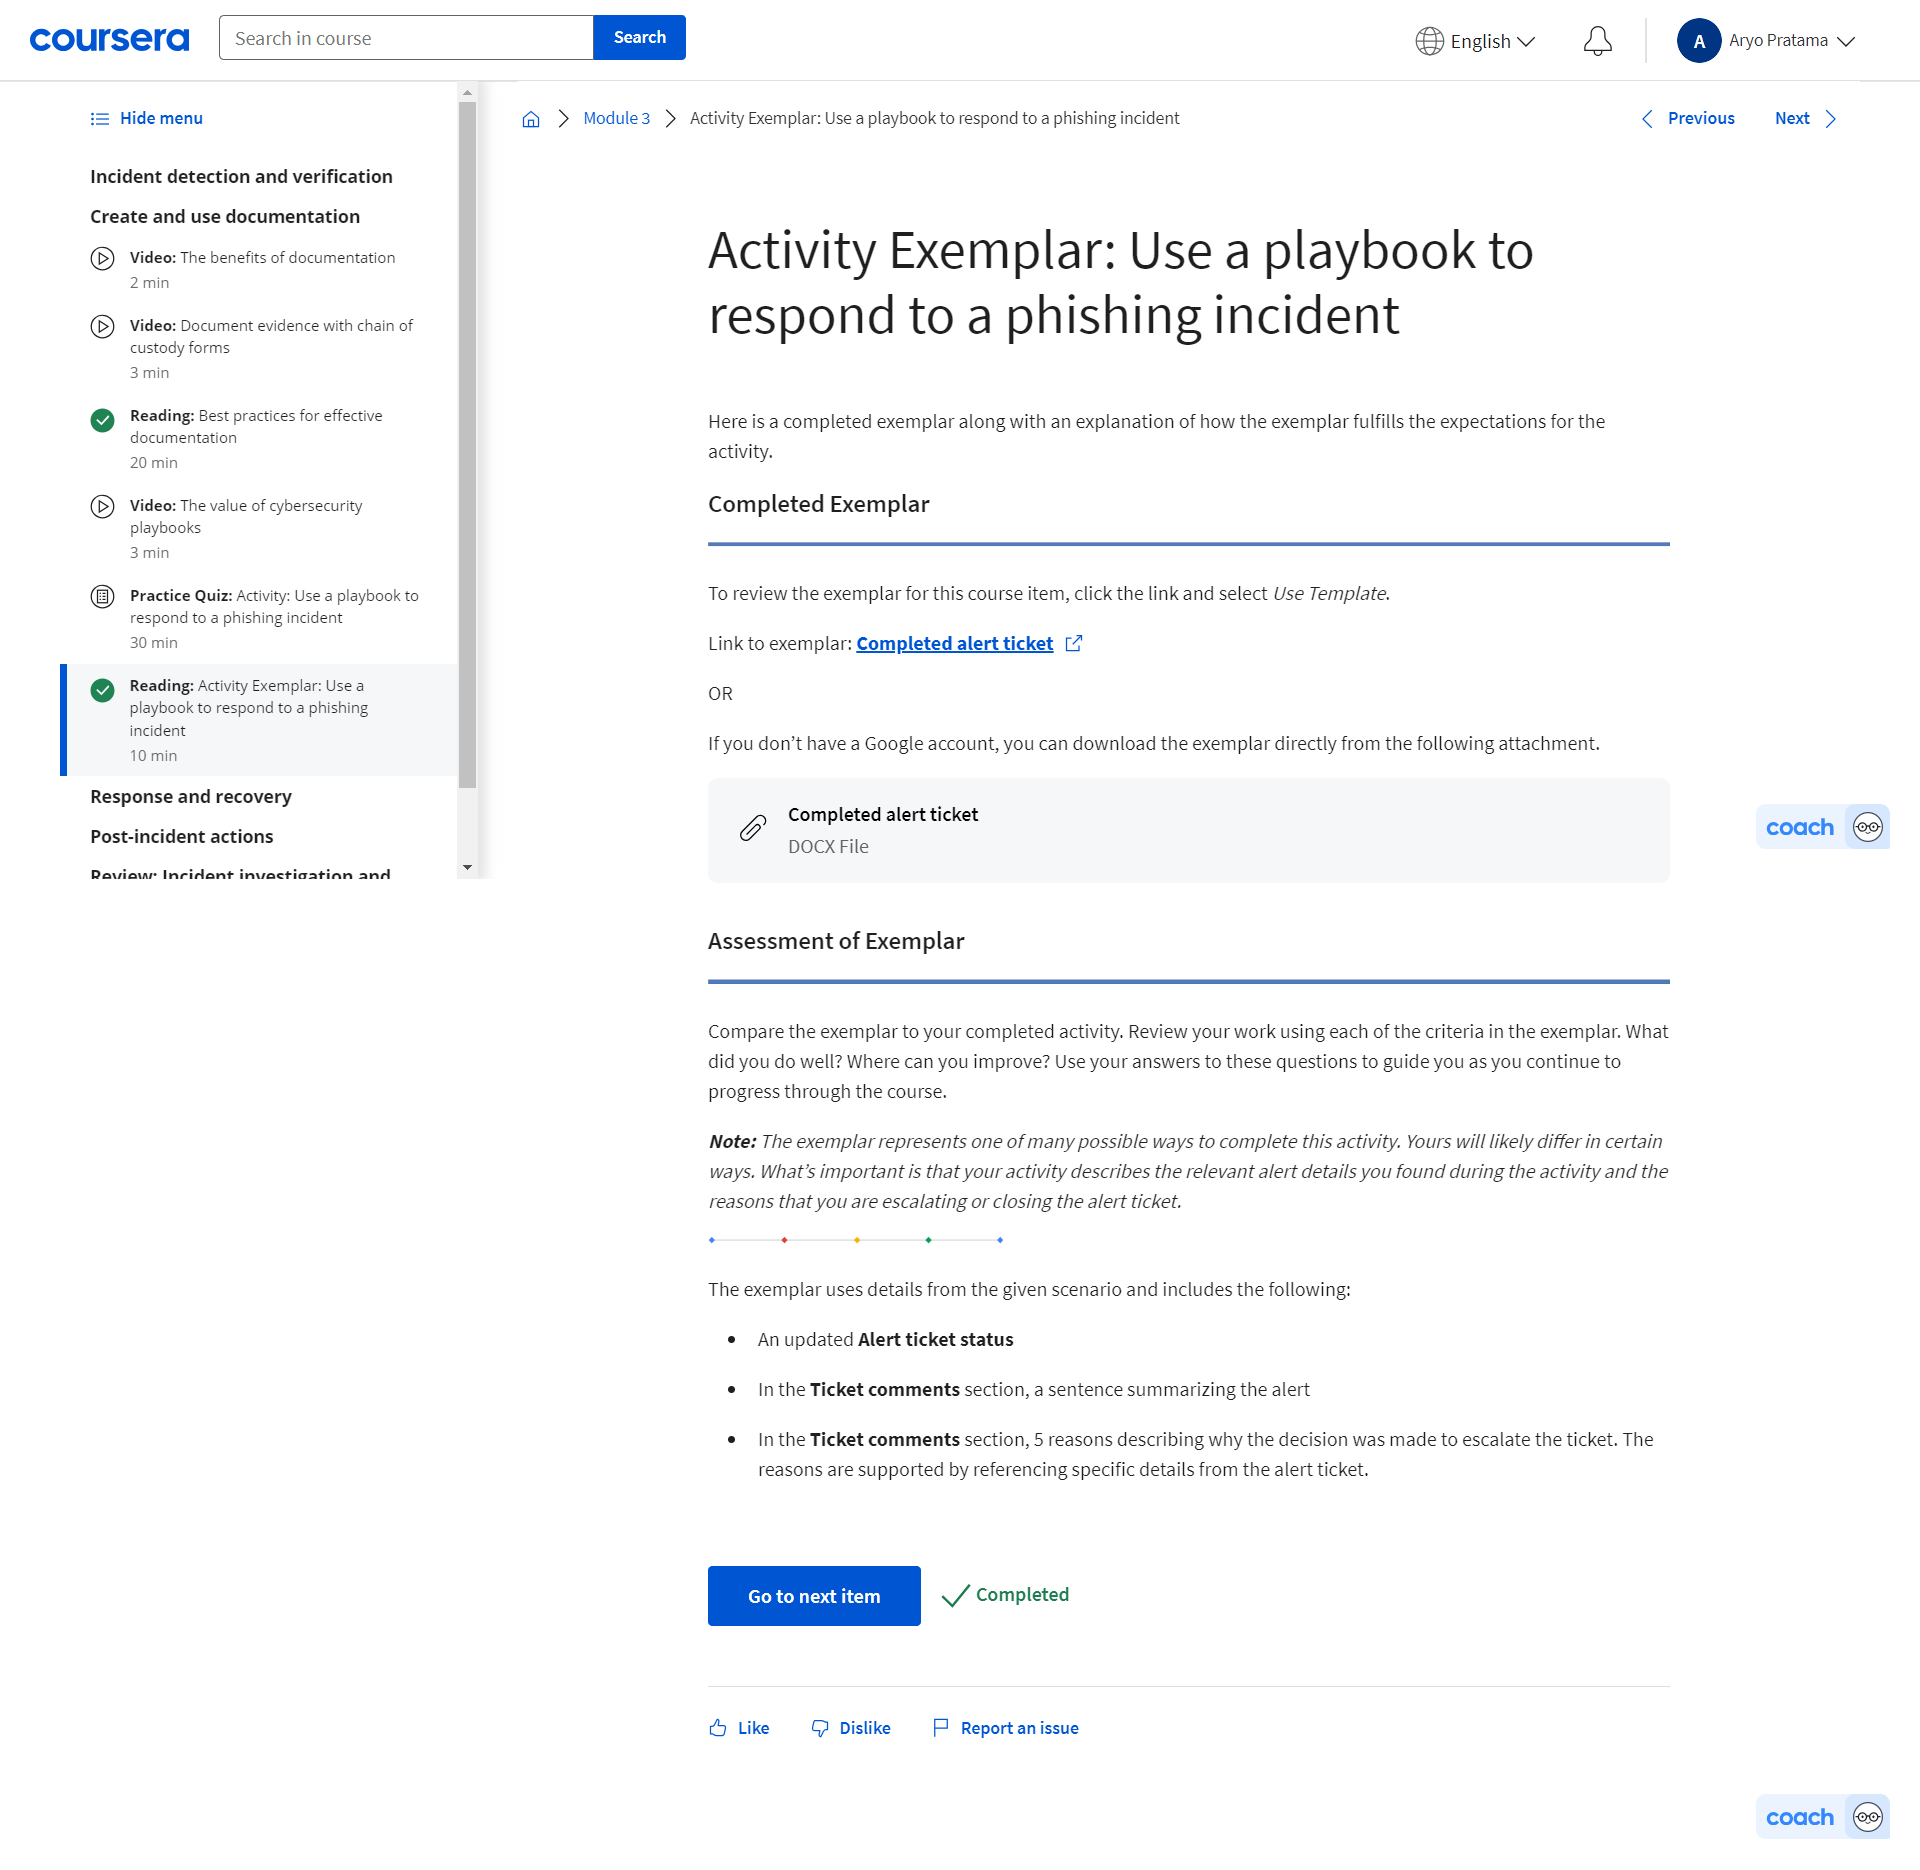 coursera
Search in course
Search
English
A
Aryo Pratama
Hide menu
Incident detection and verification
Create and use documentation
Video: The benefits of documentation
2 min
Video: Document evidence with chain of
custody forms
3 min
Reading: Best practices for effective
documentation
20 min
Video: The value of cybersecurity
playbooks
3 min
Practice Quiz: Activity: Use a playbook to
respond to a phishing incident
30 min
Reading: Activity Exemplar: Use a
playbook to respond to a phishing
incident
10 min
Response and recovery
Post-incident actions
Review: Incident investigation and
Module 3
Activity Exemplar: Use a playbook to respond to a phishing incident
Previous
Next
Activity Exemplar: Use a playbook to
respond to a phishing incident
Here is a completed exemplar along with an explanation of how the exemplar fulfills the expectations for the
activity.
Completed Exemplar
To review the exemplar for this course item, click the link and select Use Template.
Link to exemplar: Completed alert ticket
OR
If you don’t have a Google account, you can download the exemplar directly from the following attachment.
Completed alert ticket
DOCX File
coach
Assessment of Exemplar
Compare the exemplar to your completed activity. Review your work using each of the criteria in the exemplar. What
did you do well? Where can you improve? Use your answers to these questions to guide you as you continue to
progress through the course.
Note: The exemplar represents one of many possible ways to complete this activity. Yours will likely differ in certain
ways. What’s important is that your activity describes the relevant alert details you found during the activity and the
reasons that you are escalating or closing the alert ticket.
The exemplar uses details from the given scenario and includes the following:
• An updated Alert ticket status
• In the Ticket comments section, a sentence summarizing the alert
• In the Ticket comments section, 5 reasons describing why the decision was made to escalate the ticket. The
reasons are supported by referencing specific details from the alert ticket.
Go to next item
Completed
Like
Dislike
Report an issue
coach